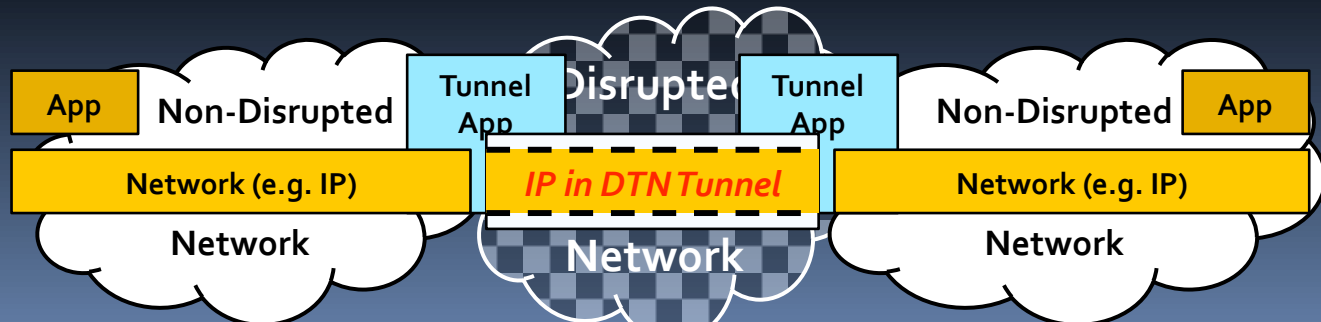 App
Non-Disrupted
Network (e.g. IP)
Network
Tunnel
App
Disrupted
IP in DTN Tunnel
Network
Tunnel
App
Non-Disrupted
App
Network (e.g. IP)
Network